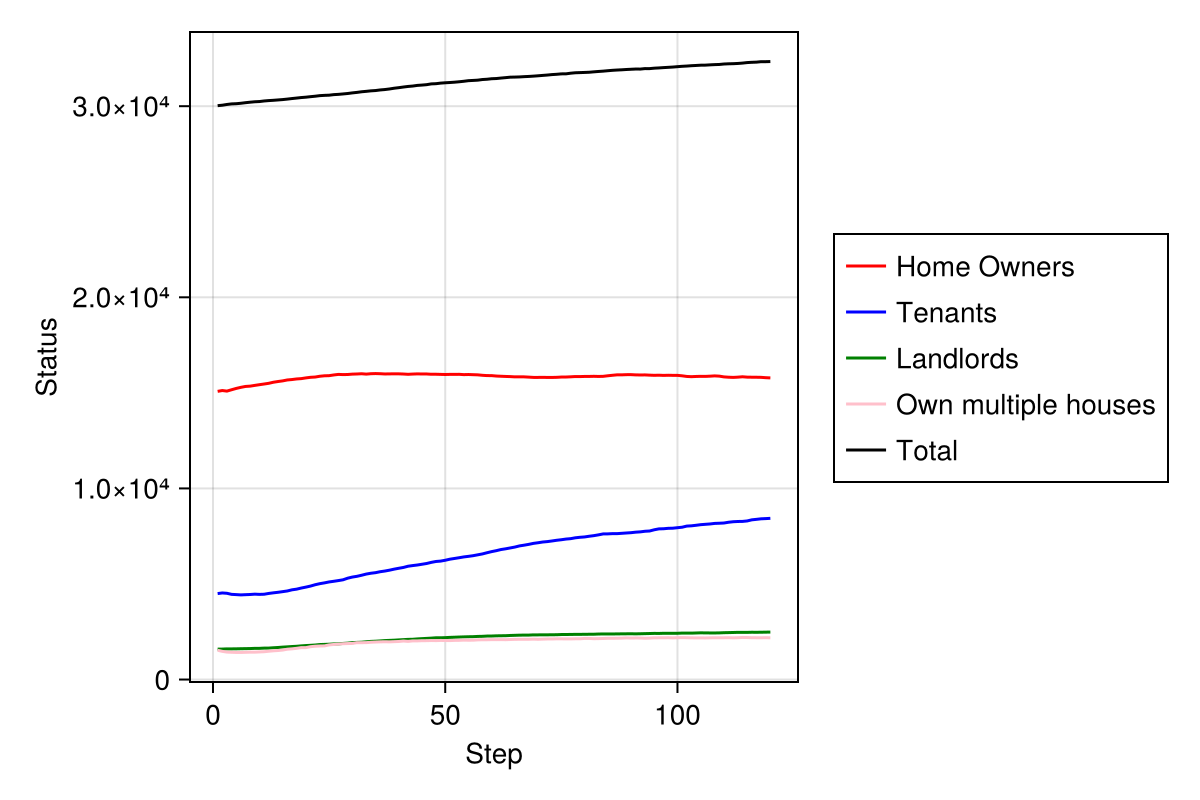 3.0×10⁴
2.0×10⁴
1.0×10⁴
0
Status
0
50
100
Step
Home Owners
Tenants
Landlords
Own multiple houses
Total